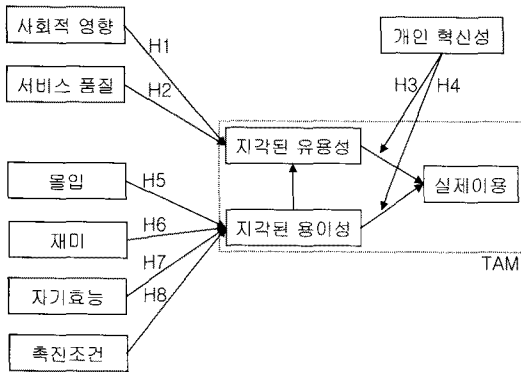 사회적 영향
개인 혁신성
H1
서비스 품질
H2
H3
H4
지각된 유용성
몰입
H5
실제이용
재미
H6
지각된 용이성
H7
TAM
자기효능
H8
촉진조건